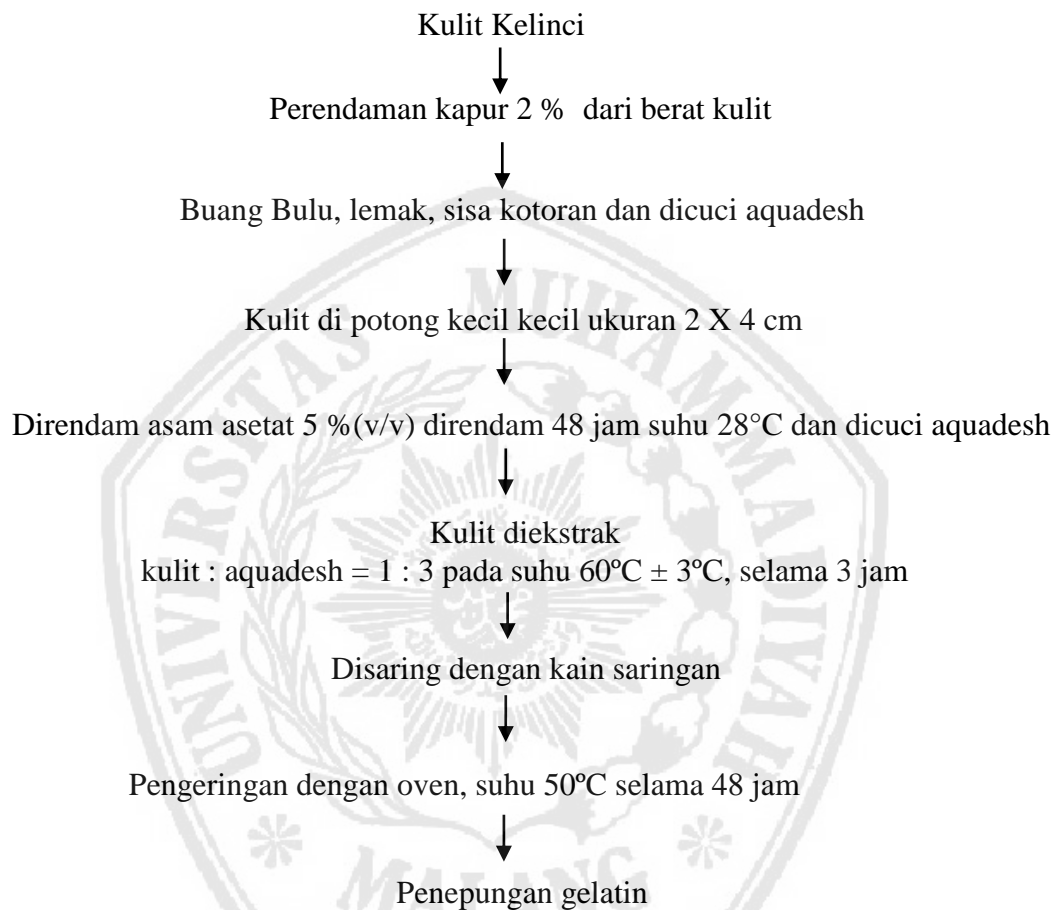 Kulit Kelinci
Perendaman kapur 2 % dari berat kulit
Buang Bulu, lemak, sisa kotoran dan dicuci aquadesh
Kulit di potong kecil kecil ukuran 2 X 4 cm
Direndam asam asetat 5 %(v/v) direndam 48 jam suhu 28°C dan dicuci aquadesh
Kulit diekstrak
kulit : aquadesh = 1 : 3 pada suhu 60ºC ± 3ºC, selama 3 jam
Disaring dengan kain saringan
Pengeringan dengan oven, suhu 50ºC selama 48 jam
Penepungan gelatin
UNIVERSITAS MUHAMMADIYAH
MALANG